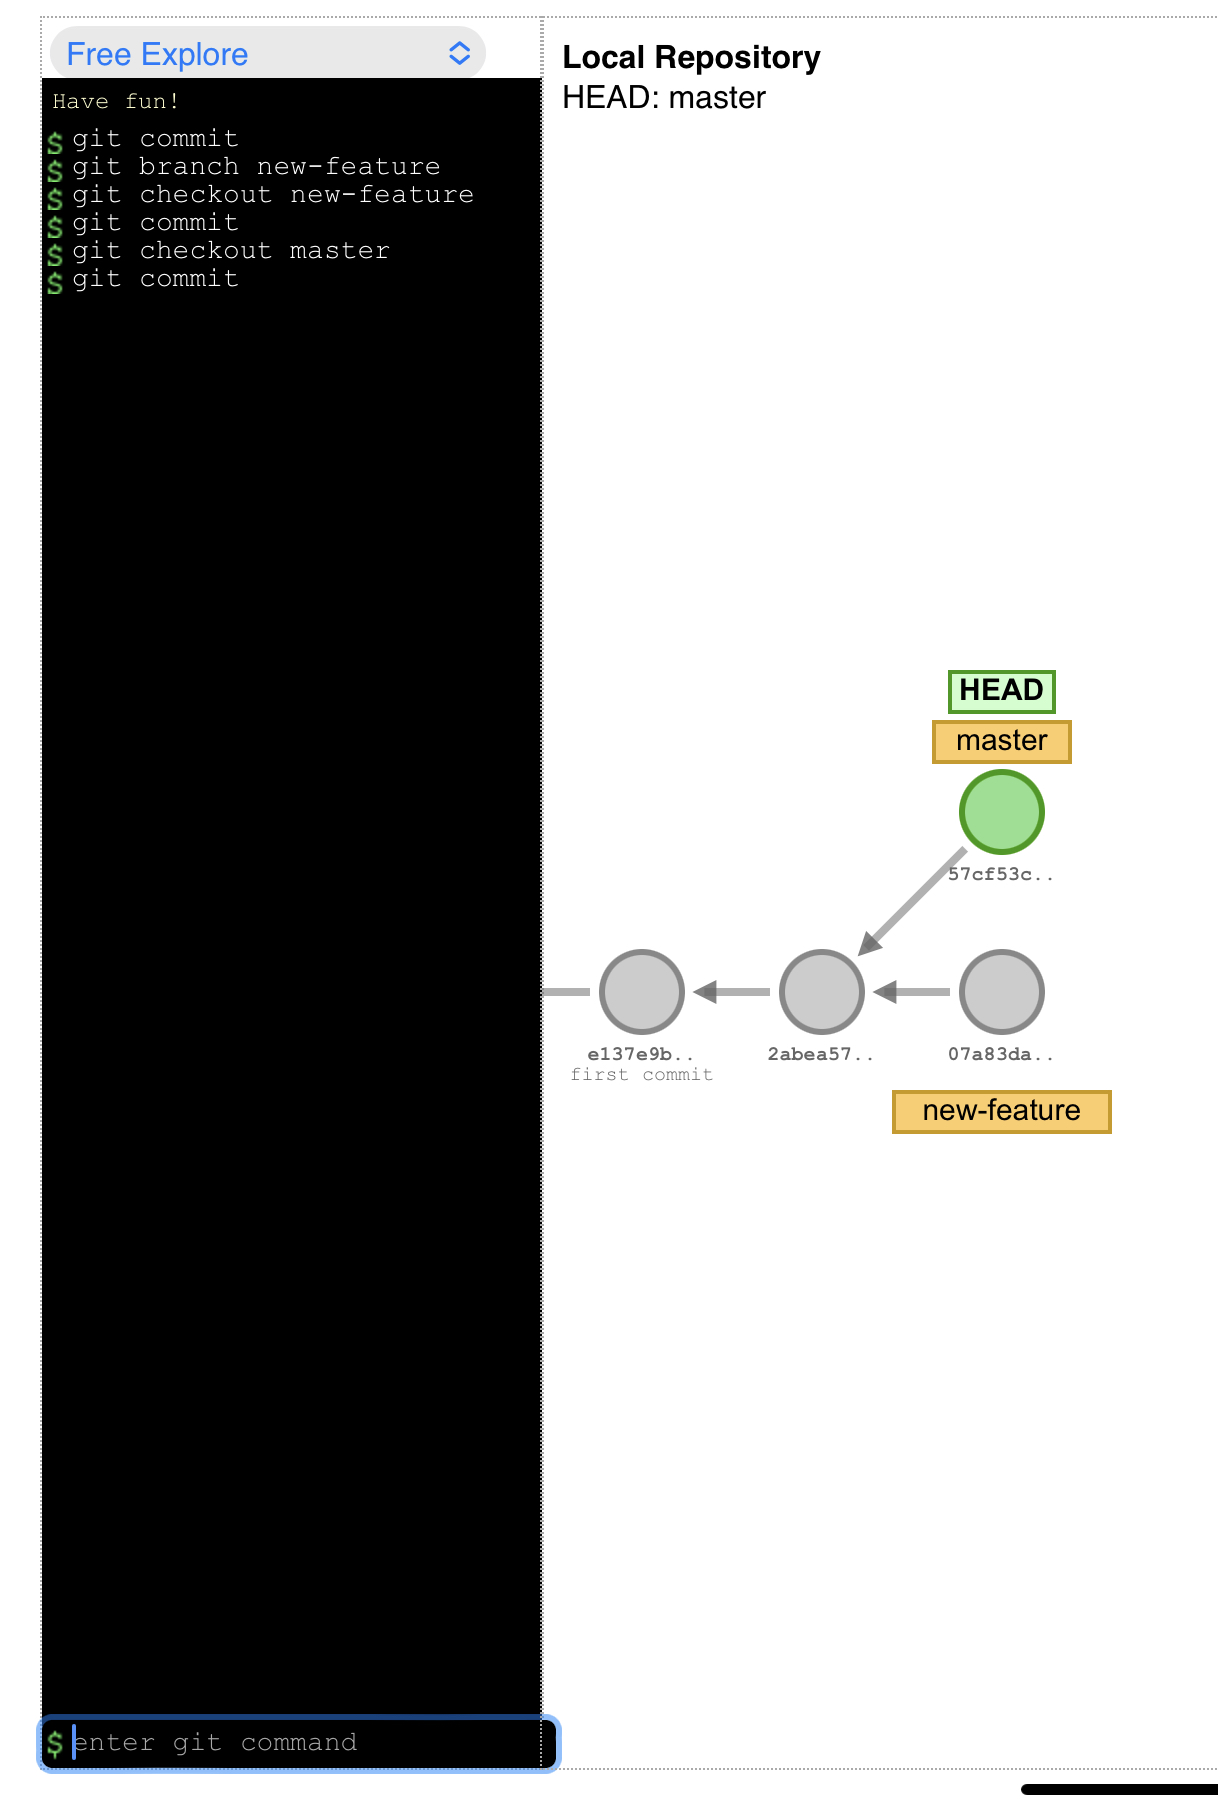 Free Explore
Have fun!
$ git commit
$ git branch new-feature
$ git checkout new-feature
$ git commit
$ git checkout master
$ git commit
$ enter git command
Local Repository
HEAD: master
HEAD
master
57cf53c..
e137e9b..
first commit
2abea57..
07a83da..
new-feature